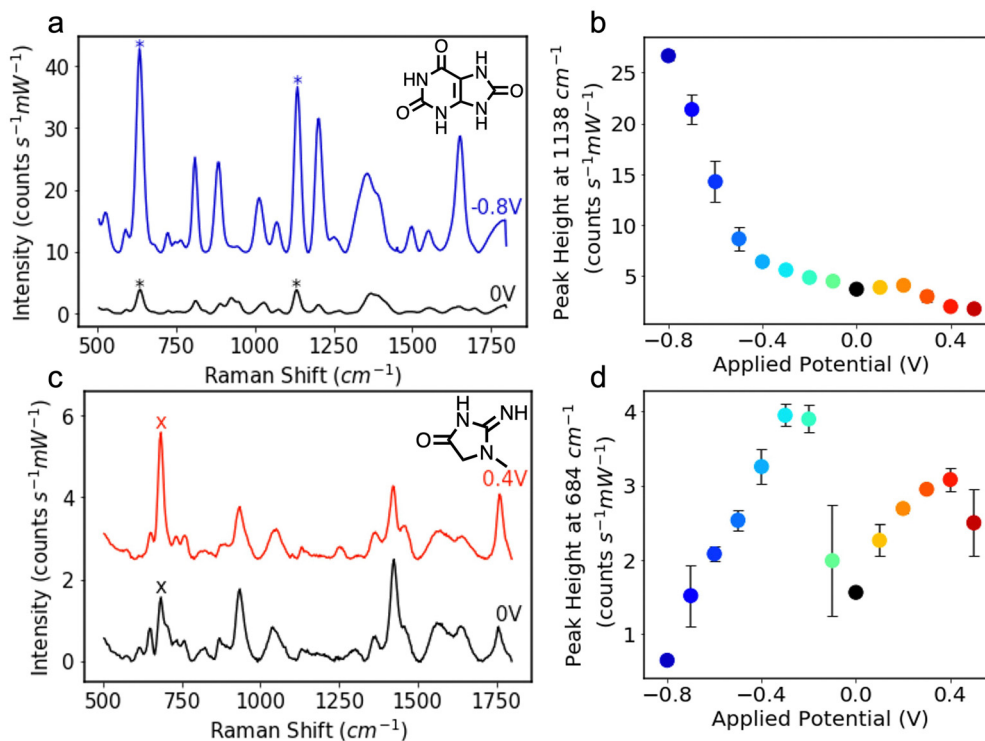 a
Intensity (counts s⁻¹mW⁻¹)
40
30
20
10
0
*
*
-0.8V
*
*
0V
O
HN
O
N
H
H
N
O
N
H
500 750 1000 1250 1500 1750
Raman Shift (cm⁻¹)
b
Peak Height at 1138 cm⁻¹
(counts s⁻¹mW⁻¹)
25
20
15
10
5
−0.8 −0.4 0.0 0.4
Applied Potential (V)
c
Intensity (counts s⁻¹mW⁻¹)
6
4
2
0
x
0.4V
x
0V
H
N
NH
O
N
500 750 1000 1250 1500 1750
Raman Shift (cm⁻¹)
d
Peak Height at 684 cm⁻¹
(counts s⁻¹mW⁻¹)
4
3
2
1
−0.8 −0.4 0.0 0.4
Applied Potential (V)